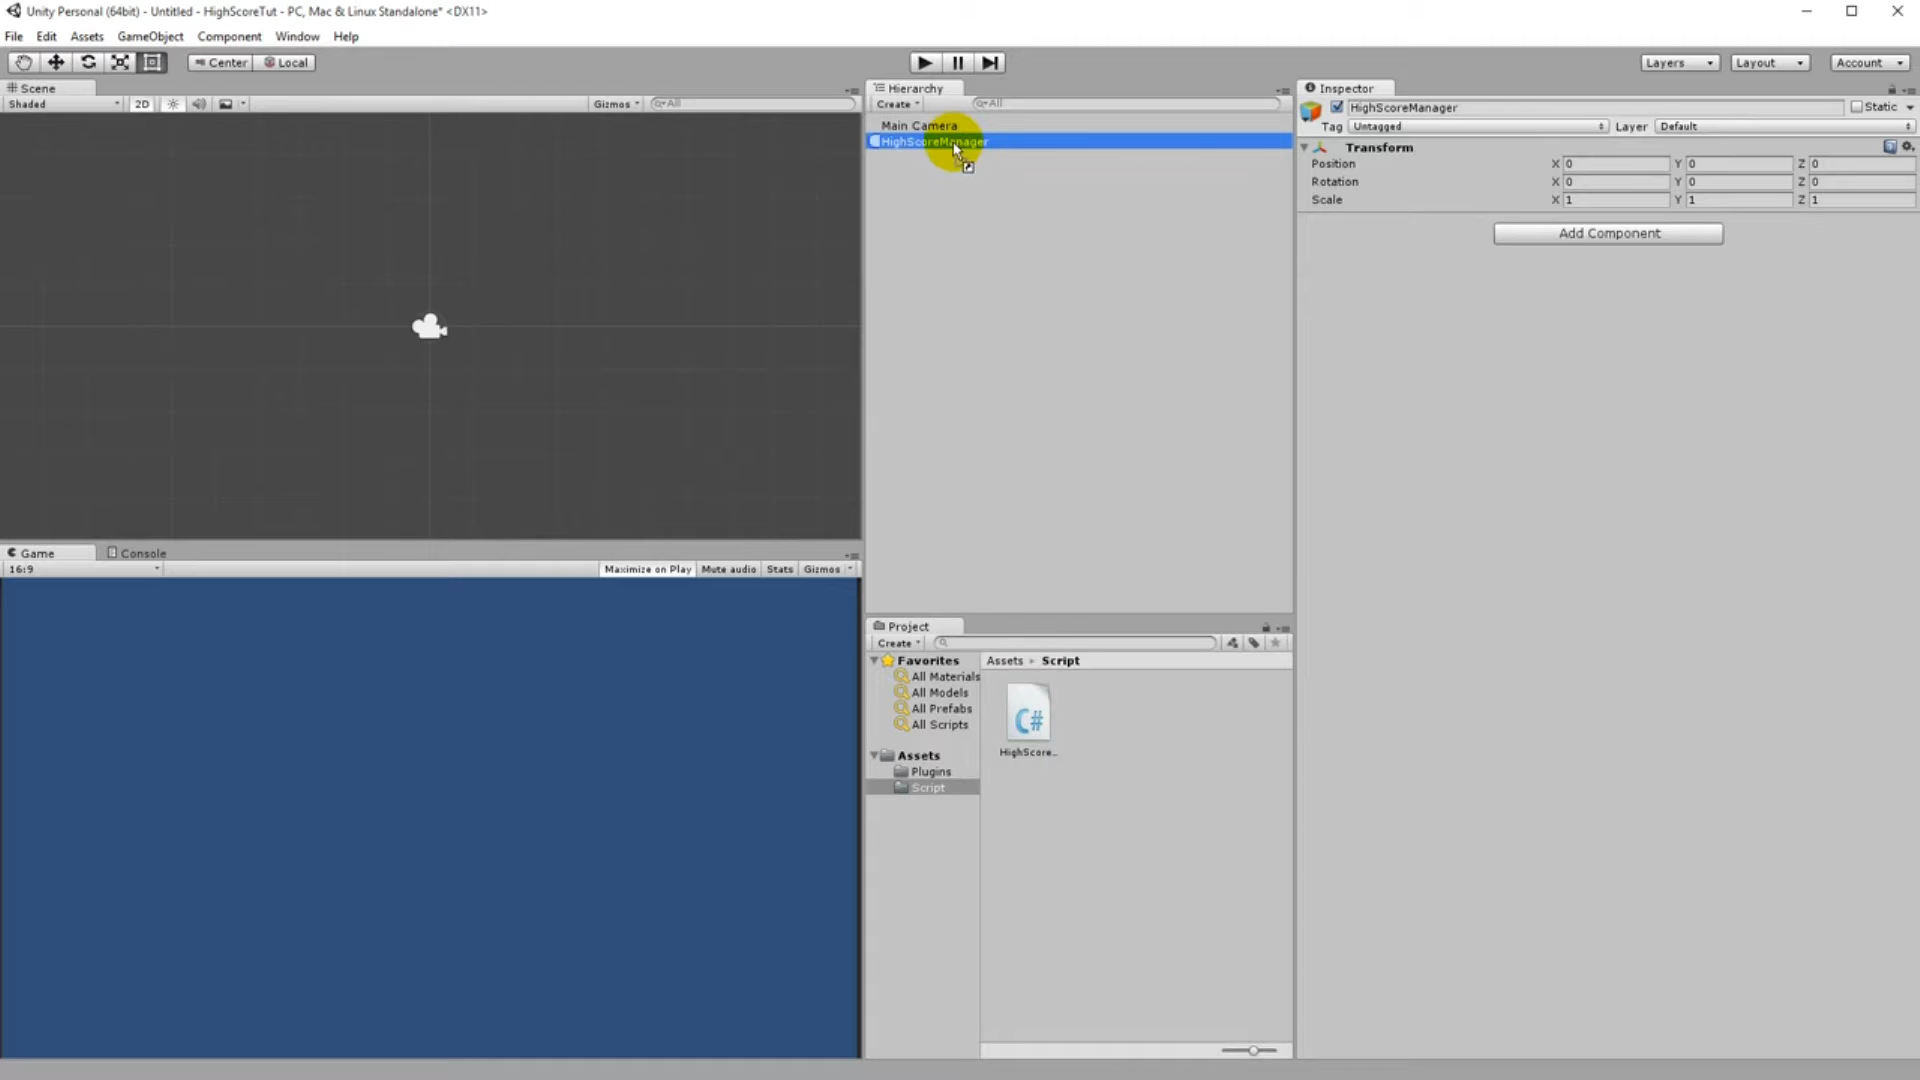 Unity Personal (64bit) - Untitled - HighScoreTut - PC, Mac & Linux Standalone* <DX11>
File Edit Assets GameObject Component Window Help
Center Local Layers Layout Account
Scene
Shaded 2D Gizmos All
Hierarchy
Create All
Main Camera
HighScoreManager
Inspector
HighScoreManager Static
Tag Untagged Layer Default
Transform
Position X 0 Y 0 Z 0
Rotation X 0 Y 0 Z 0
Scale X 1 Y 1 Z 1
Add Component
Game Console
16:9 Maximize on Play Mute audio Stats Gizmos
Project
Create
Favorites
All Materials
All Models
All Prefabs
All Scripts
Assets
Plugins
Script
Assets Script
C#
HighScore...